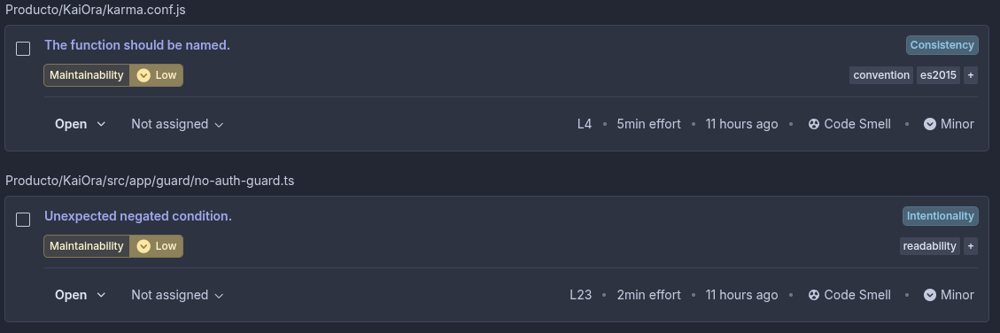 Producto/KaiOra/karma.conf.js
The function should be named. Consistency
Maintainability Low convention es2015 +
Open Not assigned L4 • 5min effort • 11 hours ago • Code Smell • Minor
Producto/KaiOra/src/app/guard/no-auth-guard.ts
Unexpected negated condition. Intentionality
Maintainability Low readability +
Open Not assigned L23 • 2min effort • 11 hours ago • Code Smell • Minor